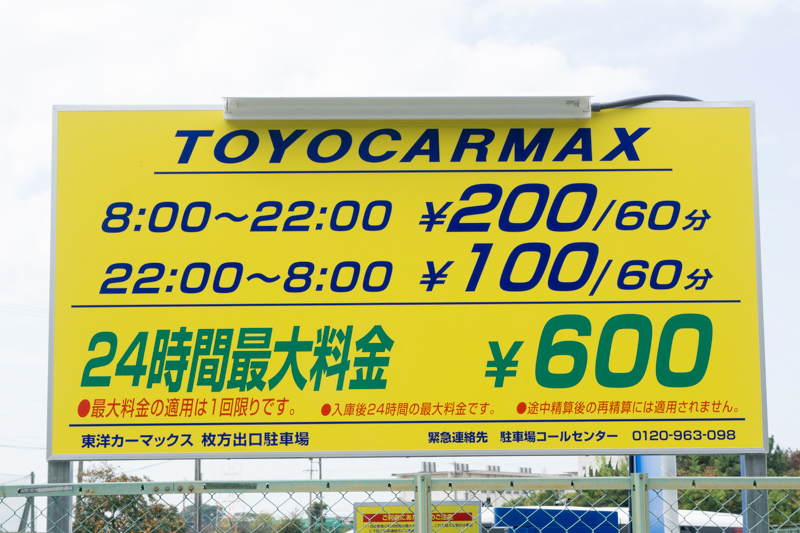 TOYOCARMAX
8:00〜22:00 ¥200/60分
22:00〜8:00 ¥100/60分
24時間最大料金 ¥600
●最大料金の適用は1回限りです。 ●入庫後24時間の最大料金です。 ●途中精算後の再精算には適用されません。
東洋カーマックス 枚方出口駐車場 緊急連絡先 駐車場コールセンター 0120-963-098